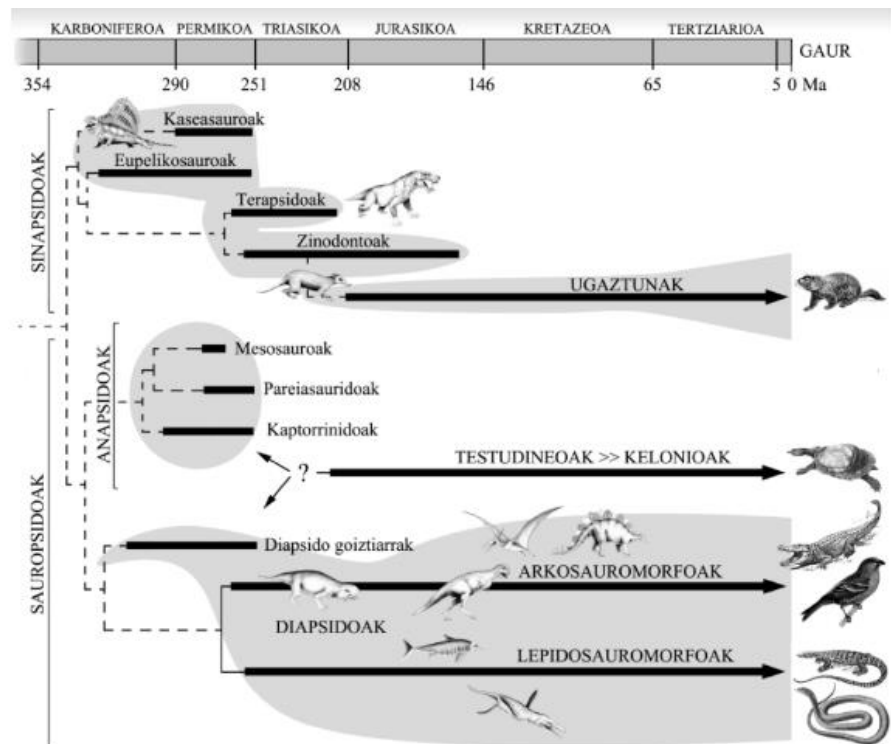 KARBONIFEROA PERMIKOA TRIASIKOA JURASIKOA KRETAZEOA TERTZIARIOA
GAUR
354 290 251 208 146 65 5 0 Ma
SINAPSIDOAK
Kaseasauroak
Eupelikosauroak
Terapsidoak
Zinodontoak
UGAZTUNAK
SAUROPSIDOAK
ANAPSIDOAK
Mesosauroak
Pareiasauridoak
Kaptorrinidoak
TESTUDINEOAK >> KELONIOAK
?
Diapsido goiztiarrak
ARKOSAUROMORFOAK
DIAPSIDOAK
LEPIDOSAUROMORFOAK